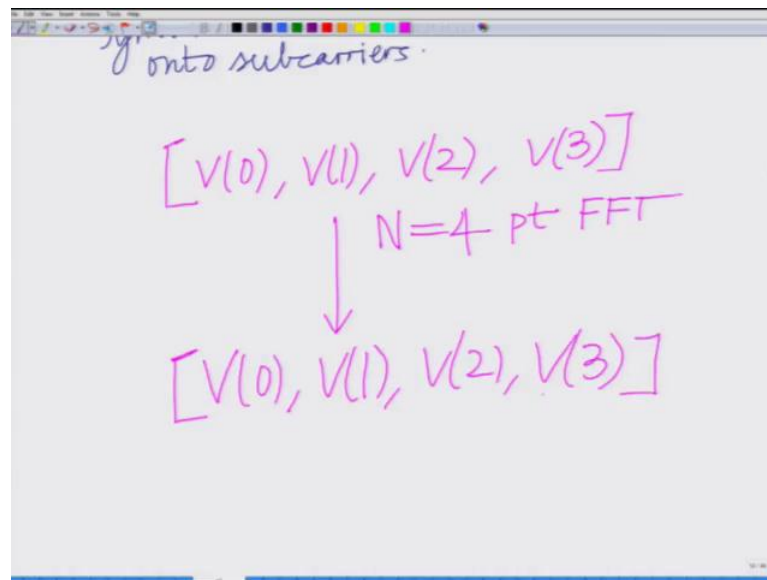 onto subcarriers.
[V(0), V(1), V(2), V(3)]
N=4 pt FFT
[V(0), V(1), V(2), V(3)]